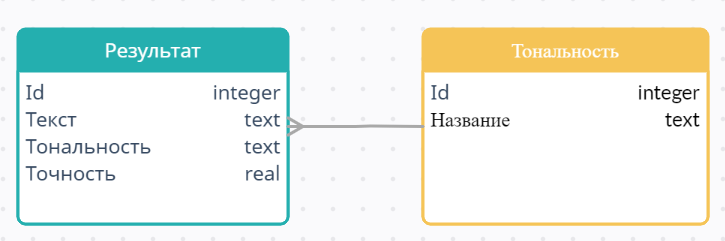 Результат
Id integer
Текст text
Тональность text
Точность real
Тональность
Id integer
Название text